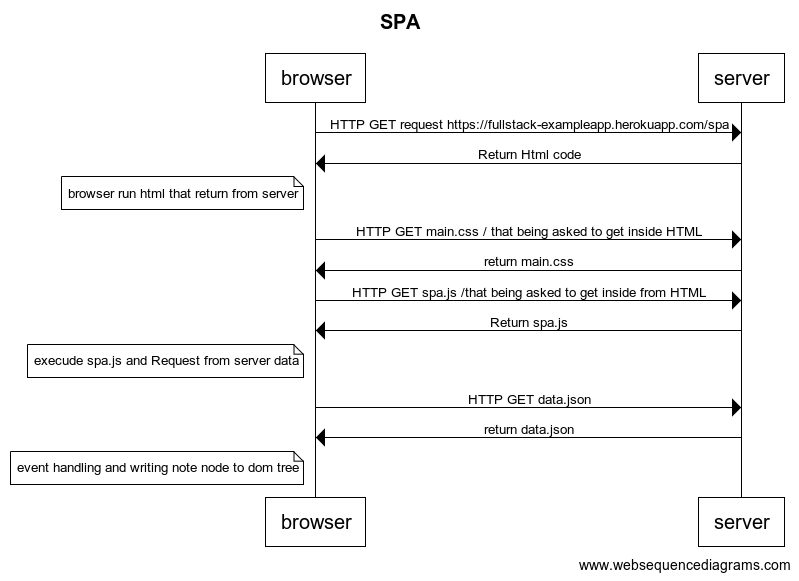 SPA
browser
server
HTTP GET request https://fullstack-exampleapp.herokuapp.com/spa
Return Html code
browser run html that return from server
HTTP GET main.css / that being asked to get inside HTML
return main.css
HTTP GET spa.js /that being asked to get inside from HTML
Return spa.js
execude spa.js and Request from server data
HTTP GET data.json
return data.json
event handling and writing note node to dom tree
browser
server
www.websequencediagrams.com